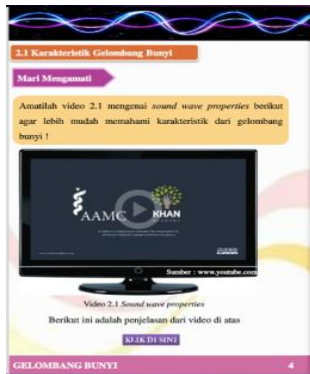 2.1 Karakteristik Gelombang Bunyi
Mari Mengamati
Amatilah video 2.1 mengenai sound wave properties berikut
agar lebih mudah memahami karakteristik dari gelombang
bunyi !
AAMC
KHAN
Sumber : www.youtube.com
Video 2.1 Sound wave properties
Berikut ini adalah penjelasan dari video di atas
KLIK DI SINI
GELOMBANG BUNYI 4